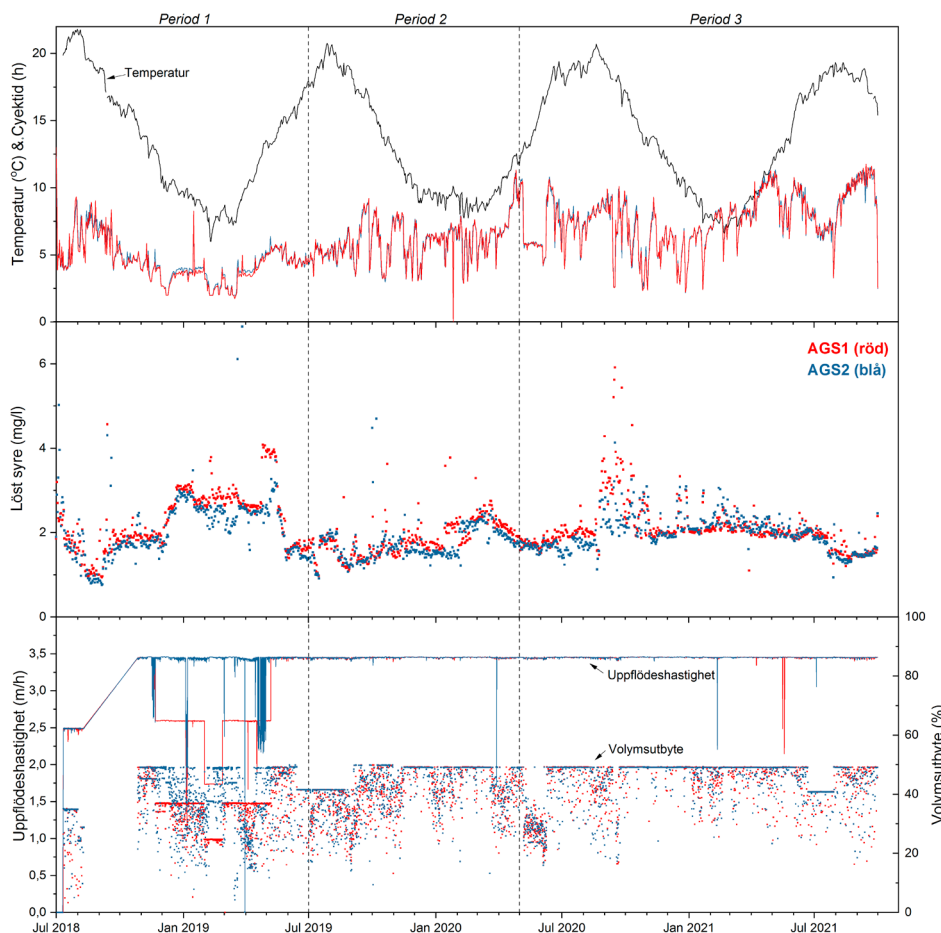 Period 1 Period 2 Period 3
Temperatur (°C) &.Cyektid (h)
20
15
10
5
0
Temperatur
Löst syre (mg/l)
6
4
2
0
AGS1 (röd)
AGS2 (blå)
Uppflödeshastighet (m/h)
3,5
3,0
2,5
2,0
1,5
1,0
0,5
0,0
Uppflödeshastighet
Volymsutbyte
100
80
60
40
20
0
Volymsutbyte (%)
Jul 2018 Jan 2019 Jul 2019 Jan 2020 Jul 2020 Jan 2021 Jul 2021